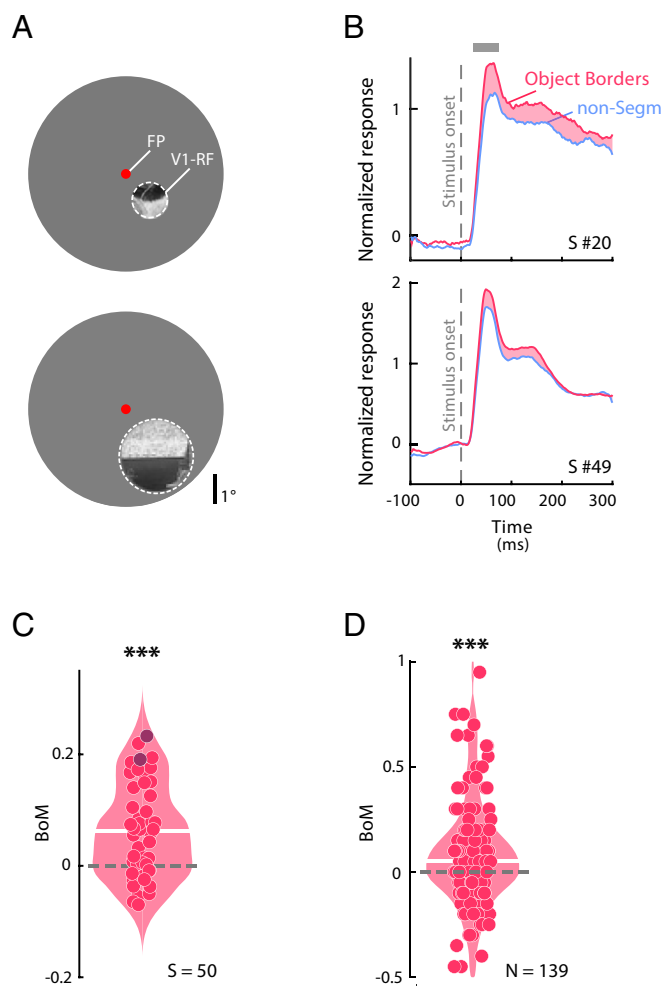 A
FP
V1-RF
1°
B
Normalized response
1
0
Stimulus onset
Object Borders
non-Segm
S #20
Normalized response
2
1
0
Stimulus onset
S #49
-100
0
100
200
300
Time
(ms)
C
***
BoM
0.2
0
-0.2
S = 50
D
***
BoM
1
0.5
0
-0.5
N = 139